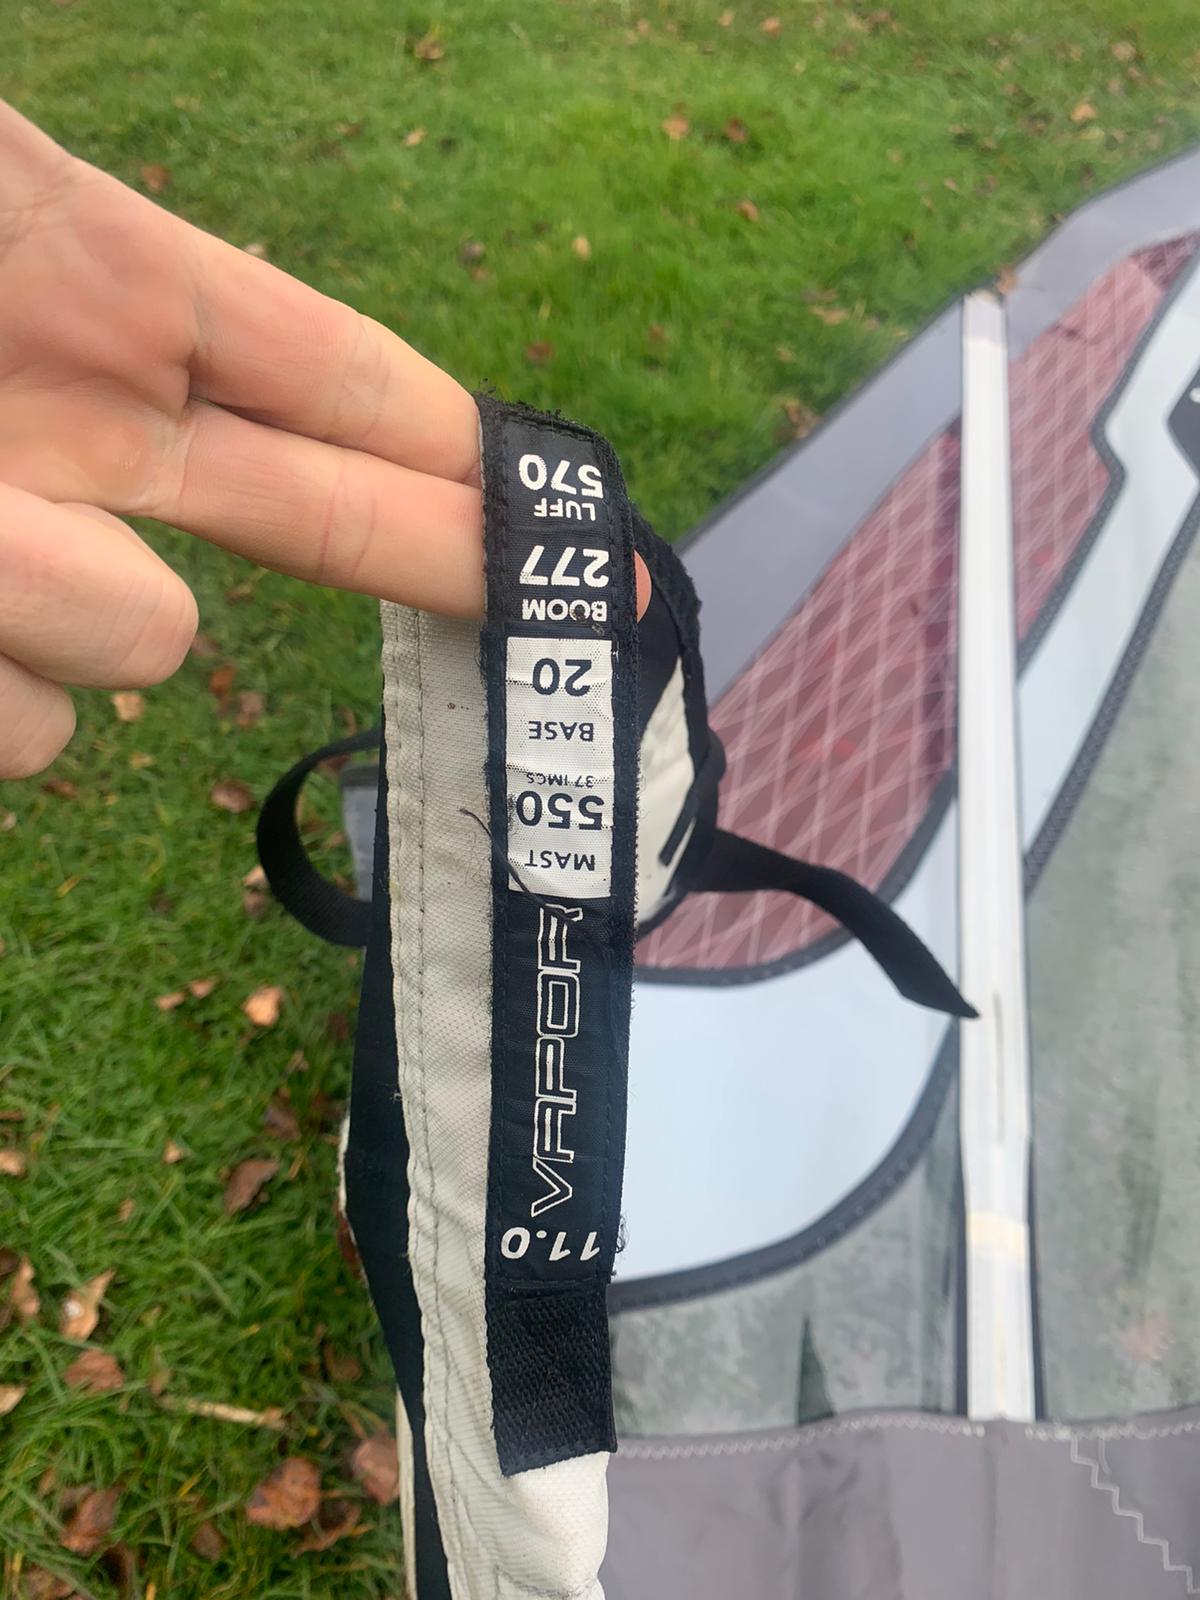 11.0
VAPOR
MAST
550
37 IMCS
BASE
20
BOOM
277
LUFF
570